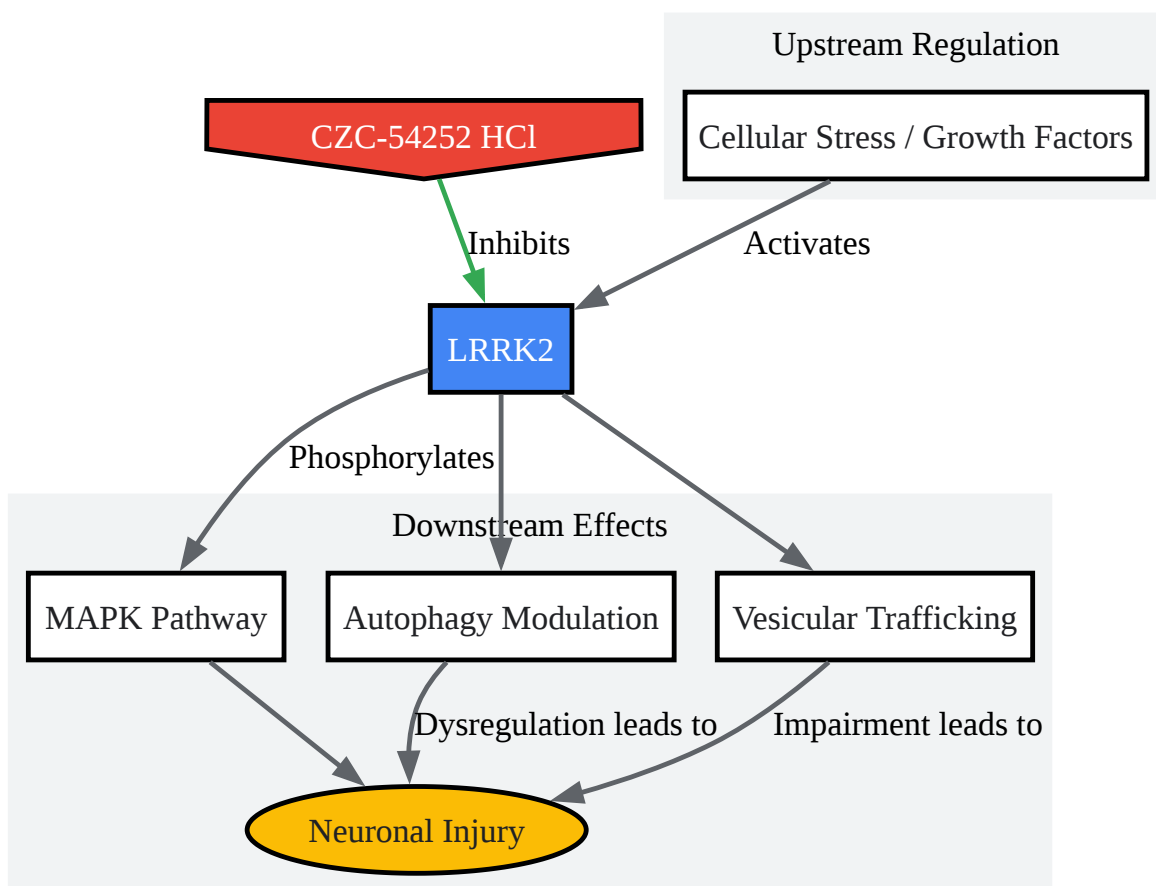 Upstream Regulation
CZC-54252 HCl
Cellular Stress / Growth Factors
Inhibits
Activates
LRRK2
Phosphorylates
Downstream Effects
MAPK Pathway
Autophagy Modulation
Vesicular Trafficking
Dysregulation leads to
Impairment leads to
Neuronal Injury